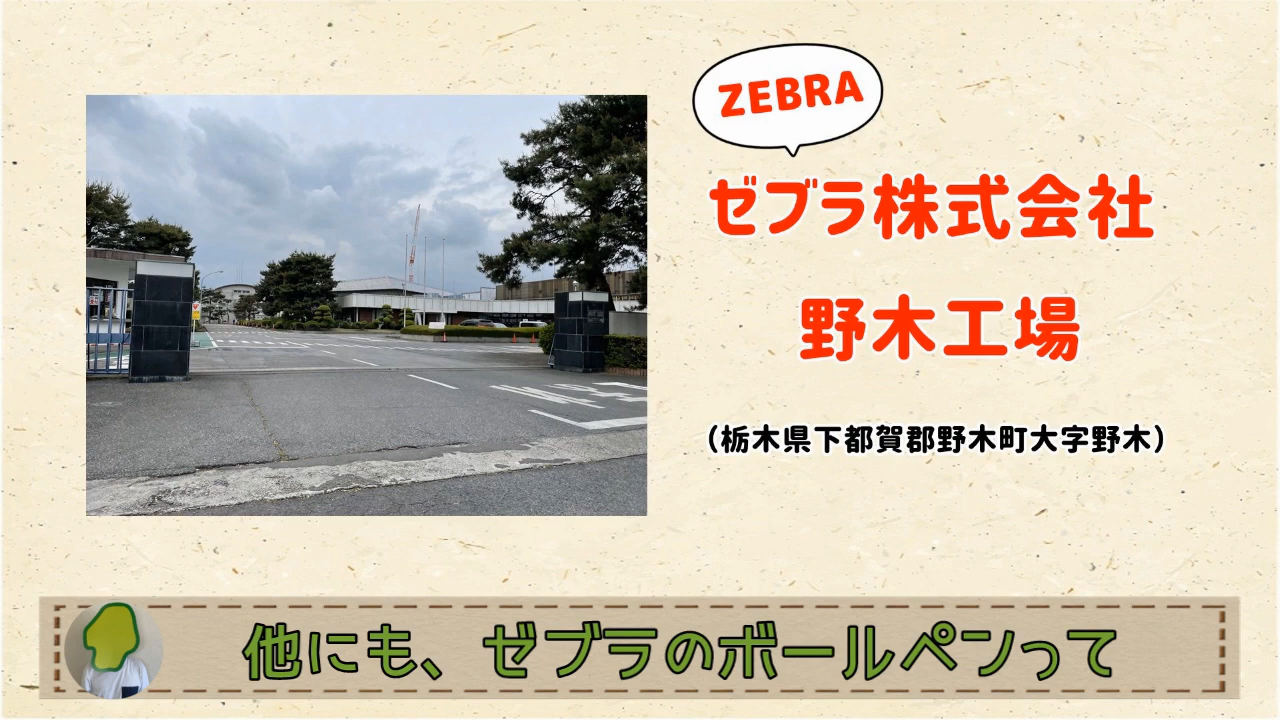 ZEBRA
ゼブラ株式会社
野木工場
（栃木県下都賀郡野木町大字野木）
他にも、ゼブラのボールペンって